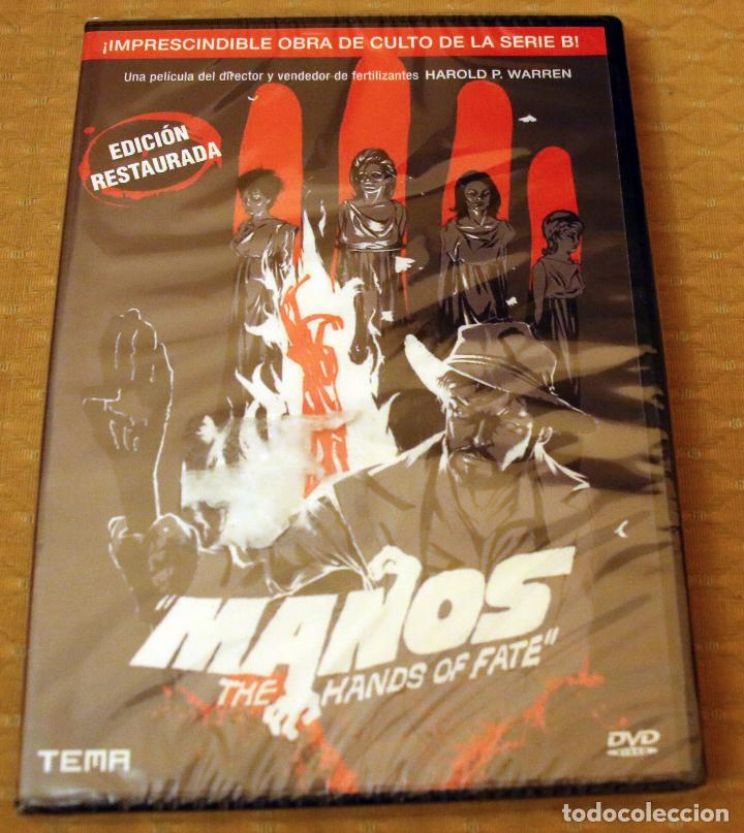 ¡IMPRESCINDIBLE OBRA DE CULTO DE LA SERIE B!
Una película del director y vendedor de fertilizantes HAROLD P. WARREN
EDICIÓN
RESTAURADA
"MANOS
THE HANDS OF FATE"
TEMA
DVD
VIDEO
todocoleccion